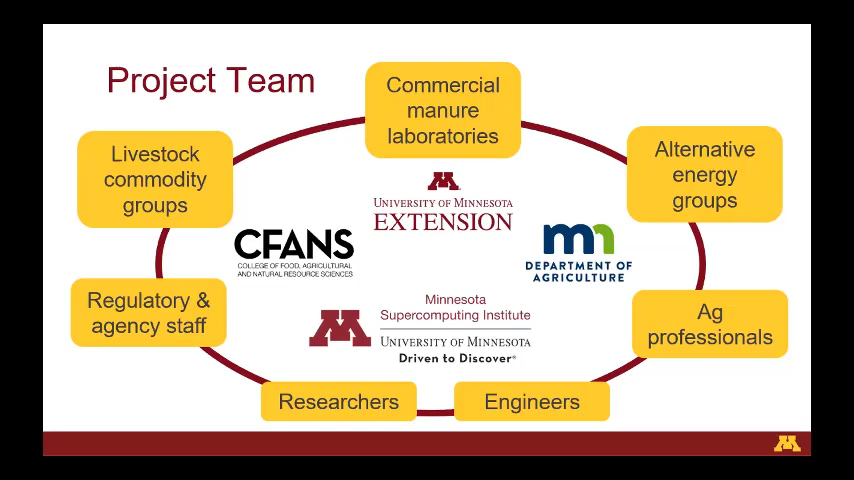 Project Team
Commercial
manure
laboratories
Livestock
commodity
groups
Alternative
energy
groups
UNIVERSITY OF MINNESOTA
EXTENSION
CFANS
COLLEGE OF FOOD, AGRICULTURAL
AND NATURAL RESOURCE SCIENCES
mn
DEPARTMENT OF
AGRICULTURE
Regulatory &
agency staff
Minnesota
Supercomputing Institute
UNIVERSITY OF MINNESOTA
Driven to Discover®
Ag
professionals
Researchers
Engineers